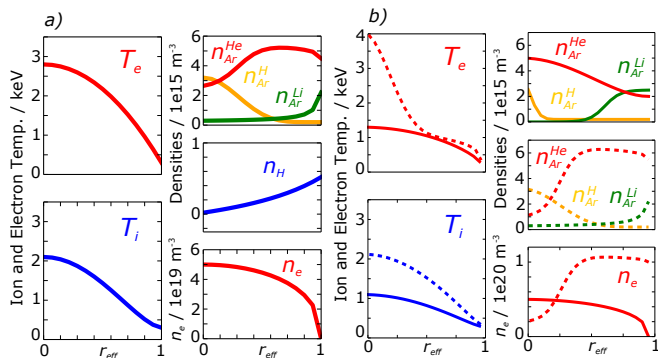 a)
Ion and Electron Temp. / keV
3
2
1
0
T_e
2
1
0
T_i
0 r_eff 1
Densities / 1e15 m^-3
6
4
2
0
n_Ar^He
n_Ar^H
n_Ar^Li
1
0
n_H
n_e / 1e19 m^-3
6
4
2
0
n_e
0 r_eff 1
b)
Ion and Electron Temp. / keV
4
3
2
1
0
T_e
2
1
0
T_i
0 r_eff 1
Densities / 1e15 m^-3
6
4
2
0
n_Ar^He
n_Ar^Li
n_Ar^H
6
4
2
0
n_Ar^He
n_Ar^H
n_Ar^Li
n_e / 1e20 m^-3
1
0
n_e
0 r_eff 1